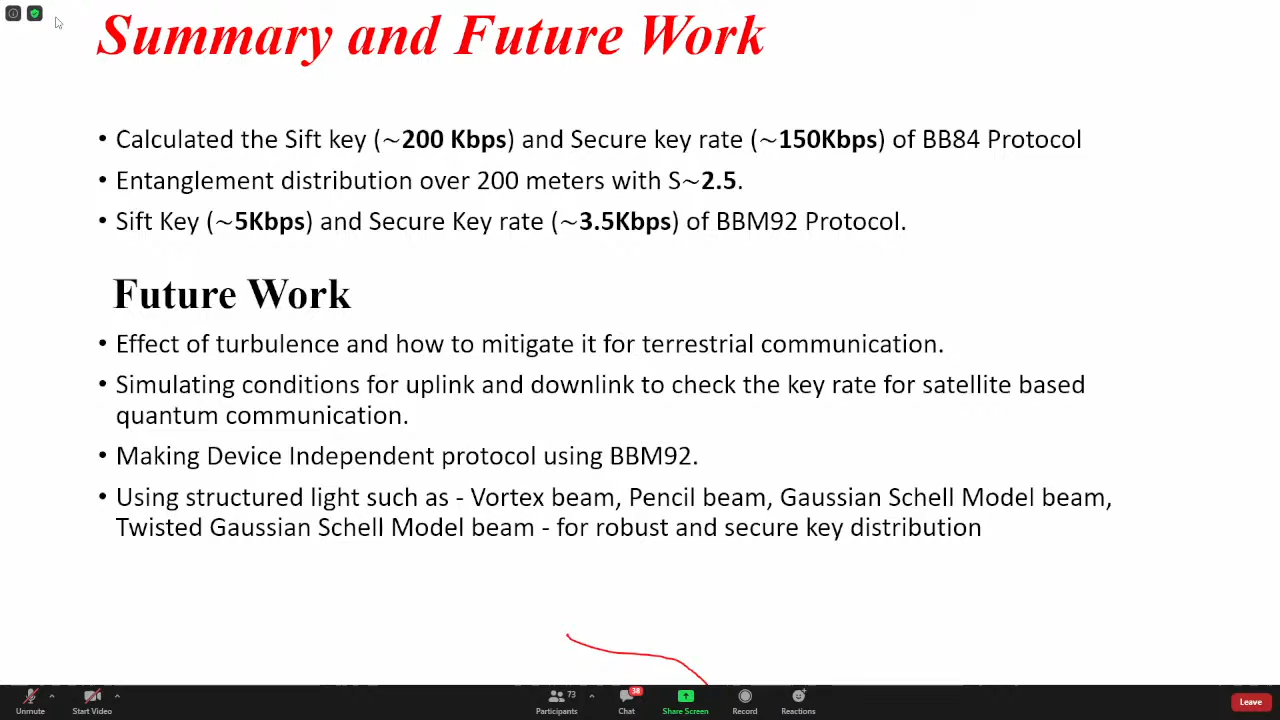 Summary and Future Work
• Calculated the Sift key (~200 Kbps) and Secure key rate (~150Kbps) of BB84 Protocol
• Entanglement distribution over 200 meters with S~2.5.
• Sift Key (~5Kbps) and Secure Key rate (~3.5Kbps) of BBM92 Protocol.
Future Work
• Effect of turbulence and how to mitigate it for terrestrial communication.
• Simulating conditions for uplink and downlink to check the key rate for satellite based
quantum communication.
• Making Device Independent protocol using BBM92.
• Using structured light such as - Vortex beam, Pencil beam, Gaussian Schell Model beam,
Twisted Gaussian Schell Model beam - for robust and secure key distribution
73
38
Unmute
Start Video
Participants
Chat
Share Screen
Record
Reactions
Leave